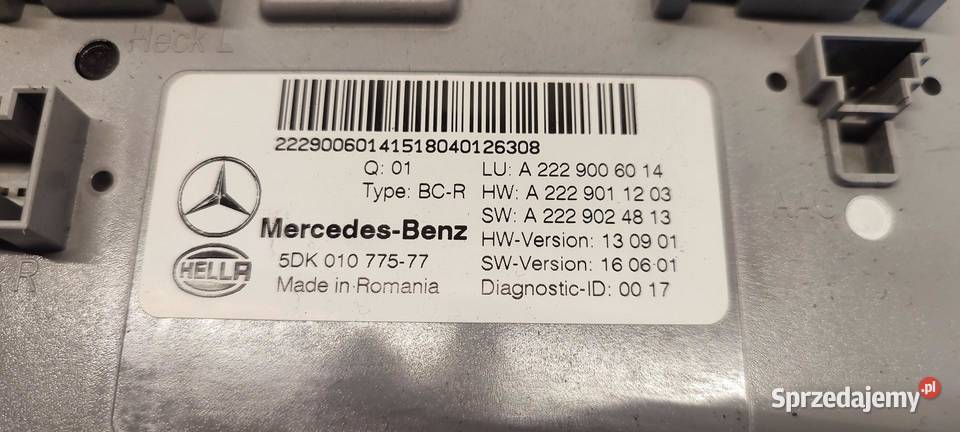 Heck L
22290060141518040126308
Q: 01 LU: A 222 900 60 14
Type: BC-R HW: A 222 901 12 03
SW: A 222 902 48 13
Mercedes-Benz HW-Version: 13 09 01
HELLA 5DK 010 775-77 SW-Version: 16 06 01
Made in Romania Diagnostic-ID: 00 17
R
Sprzedajemy.pl